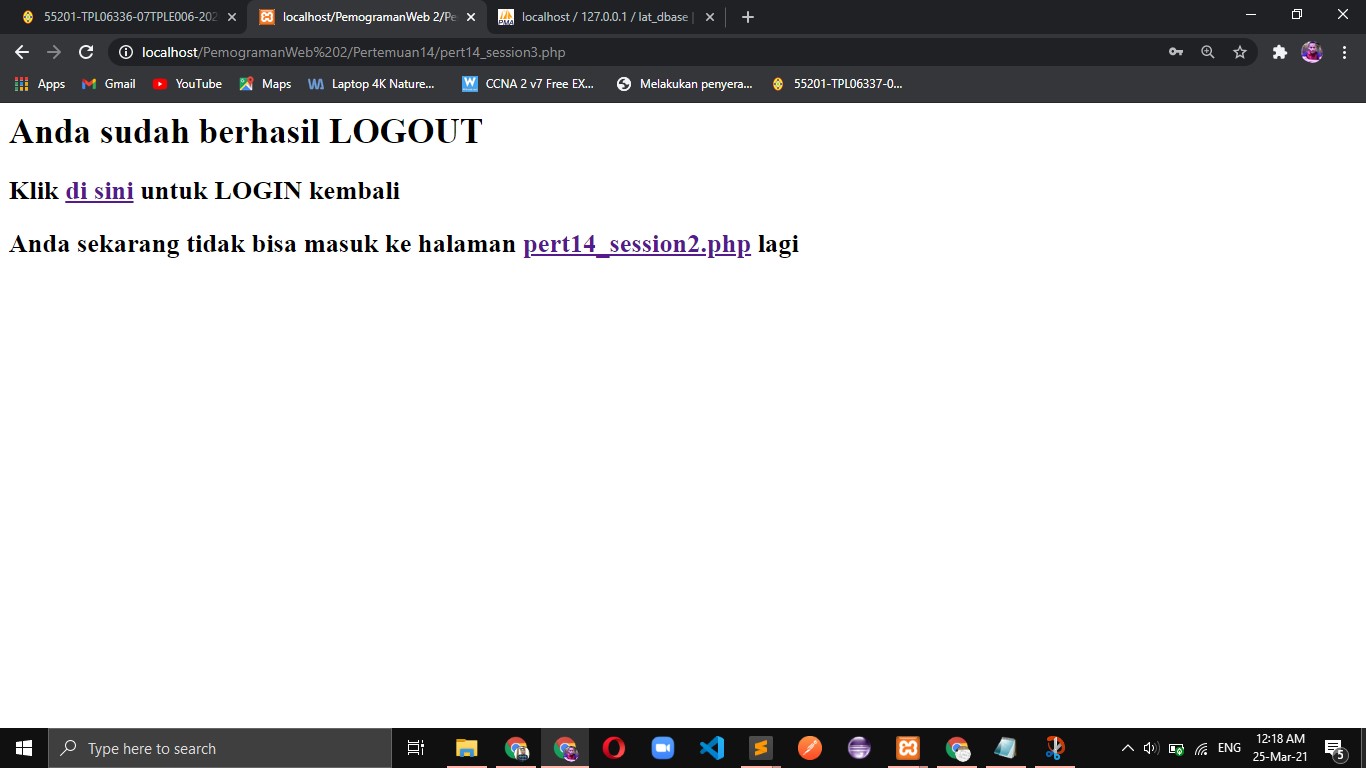 55201-TPL06336-07TPLE006-202
localhost/PemogramanWeb 2/Pe
localhost / 127.0.0.1 / lat_dbase |
localhost/PemogramanWeb%202/Pertemuan14/pert14_session3.php
Apps Gmail YouTube Maps Laptop 4K Nature... CCNA 2 v7 Free EX... Melakukan penyera... 55201-TPL06337-0...
Anda sudah berhasil LOGOUT
Klik di sini untuk LOGIN kembali
Anda sekarang tidak bisa masuk ke halaman pert14_session2.php lagi
Type here to search
ENG
12:18 AM
25-Mar-21
5